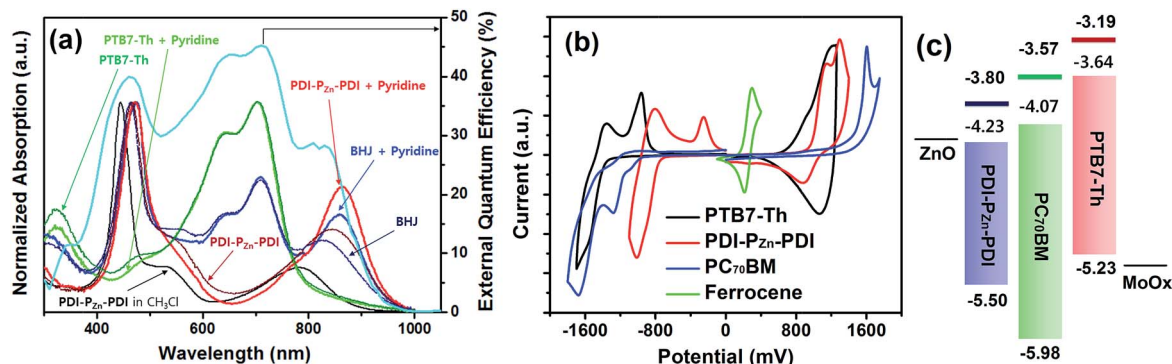 (a)
PTB7-Th + Pyridine
PTB7-Th
PDI-PZn-PDI + Pyridine
BHJ + Pyridine
BHJ
PDI-PZn-PDI
PDI-PZn-PDI in CH3Cl
Normalized Absorption (a.u.)
External Quantum Efficiency (%)
50
40
30
20
10
0
400 600 800 1000
Wavelength (nm)
(b)
Current (a.u.)
PTB7-Th
PDI-PZn-PDI
PC70BM
Ferrocene
-1600 -800 0 800 1600
Potential (mV)
(c)
-3.19
-3.57
-3.64
-3.80
-4.07
-4.23
ZnO
PDI-PZn-PDI
PC70BM
PTB7-Th
-5.23
MoOx
-5.50
-5.98